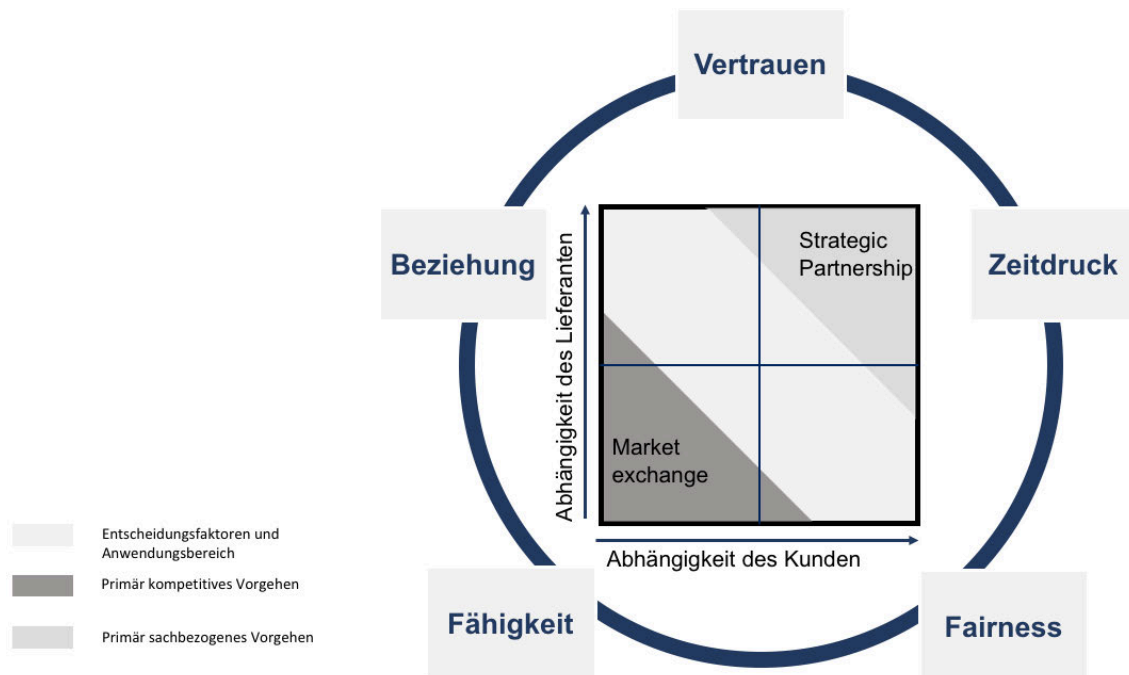 Vertrauen
Beziehung
Zeitdruck
Abhängigkeit des Lieferanten
Strategic
Partnership
Market
exchange
Abhängigkeit des Kunden
Fähigkeit
Fairness
Entscheidungsfaktoren und
Anwendungsbereich
Primär kompetitives Vorgehen
Primär sachbezogenes Vorgehen